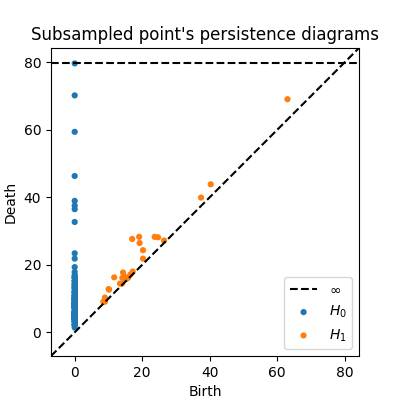 Subsampled point's persistence diagrams
80
60
40
20
0
Death
0 20 40 60 80
Birth
∞
H₀
H₁